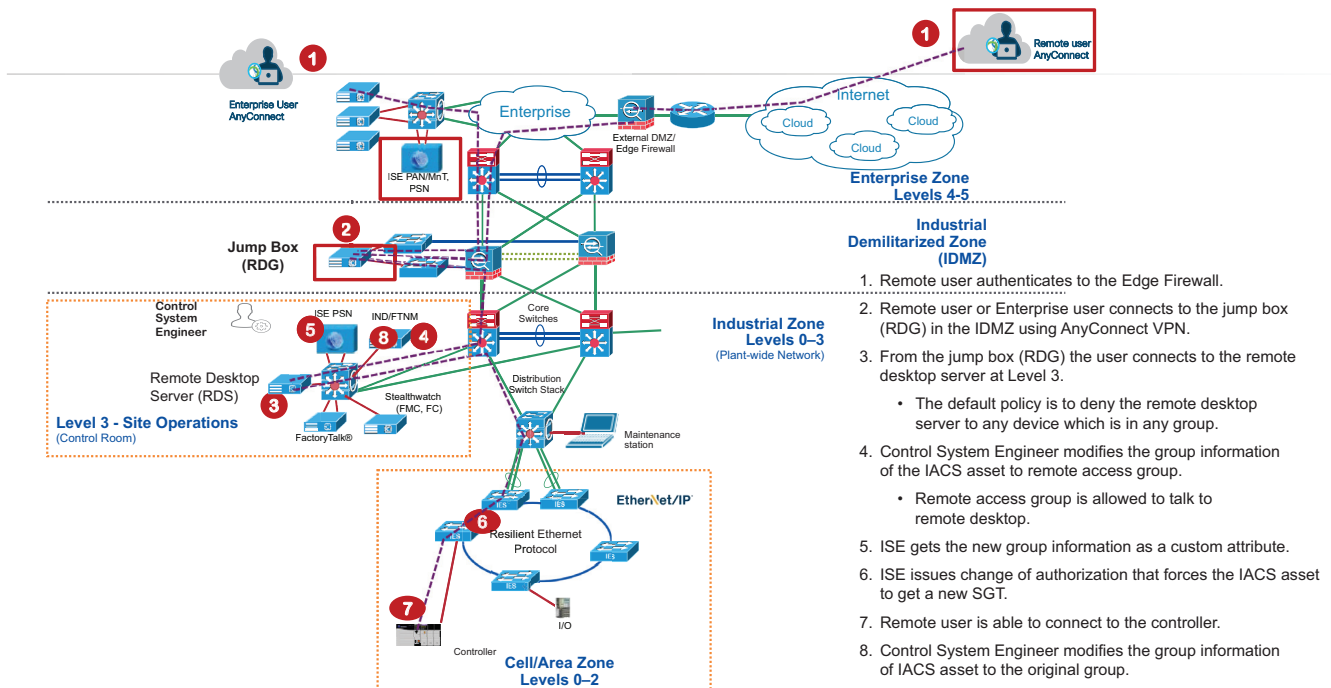 1
1
Remote user
AnyConnect
Enterprise User
AnyConnect
Enterprise
Internet
Cloud
Cloud
Cloud
External DMZ/
Edge Firewall
ISE PAN/MnT,
PSN
Enterprise Zone
Levels 4-5
2
Jump Box
(RDG)
Industrial
Demilitarized Zone
(IDMZ)
Control
System
Engineer
ISE PSN
5
IND/FTNM
8
4
Core
Switches
Industrial Zone
Levels 0–3
(Plant-wide Network)
Remote Desktop
Server (RDS)
3
Distribution
Switch Stack
Stealthwatch
(FMC, FC)
FactoryTalk®
Level 3 - Site Operations
(Control Room)
Maintenance
station
EtherNet/IP
IES
IES
6
IES
IES
IES
Resilient Ethernet
Protocol
7
I/O
Controller
Cell/Area Zone
Levels 0–2
1. Remote user authenticates to the Edge Firewall.
2. Remote user or Enterprise user connects to the jump box
(RDG) in the IDMZ using AnyConnect VPN.
3. From the jump box (RDG) the user connects to the remote
desktop server at Level 3.
• The default policy is to deny the remote desktop
server to any device which is in any group.
4. Control System Engineer modifies the group information
of the IACS asset to remote access group.
• Remote access group is allowed to talk to
remote desktop.
5. ISE gets the new group information as a custom attribute.
6. ISE issues change of authorization that forces the IACS asset
to get a new SGT.
7. Remote user is able to connect to the controller.
8. Control System Engineer modifies the group information
of IACS asset to the original group.